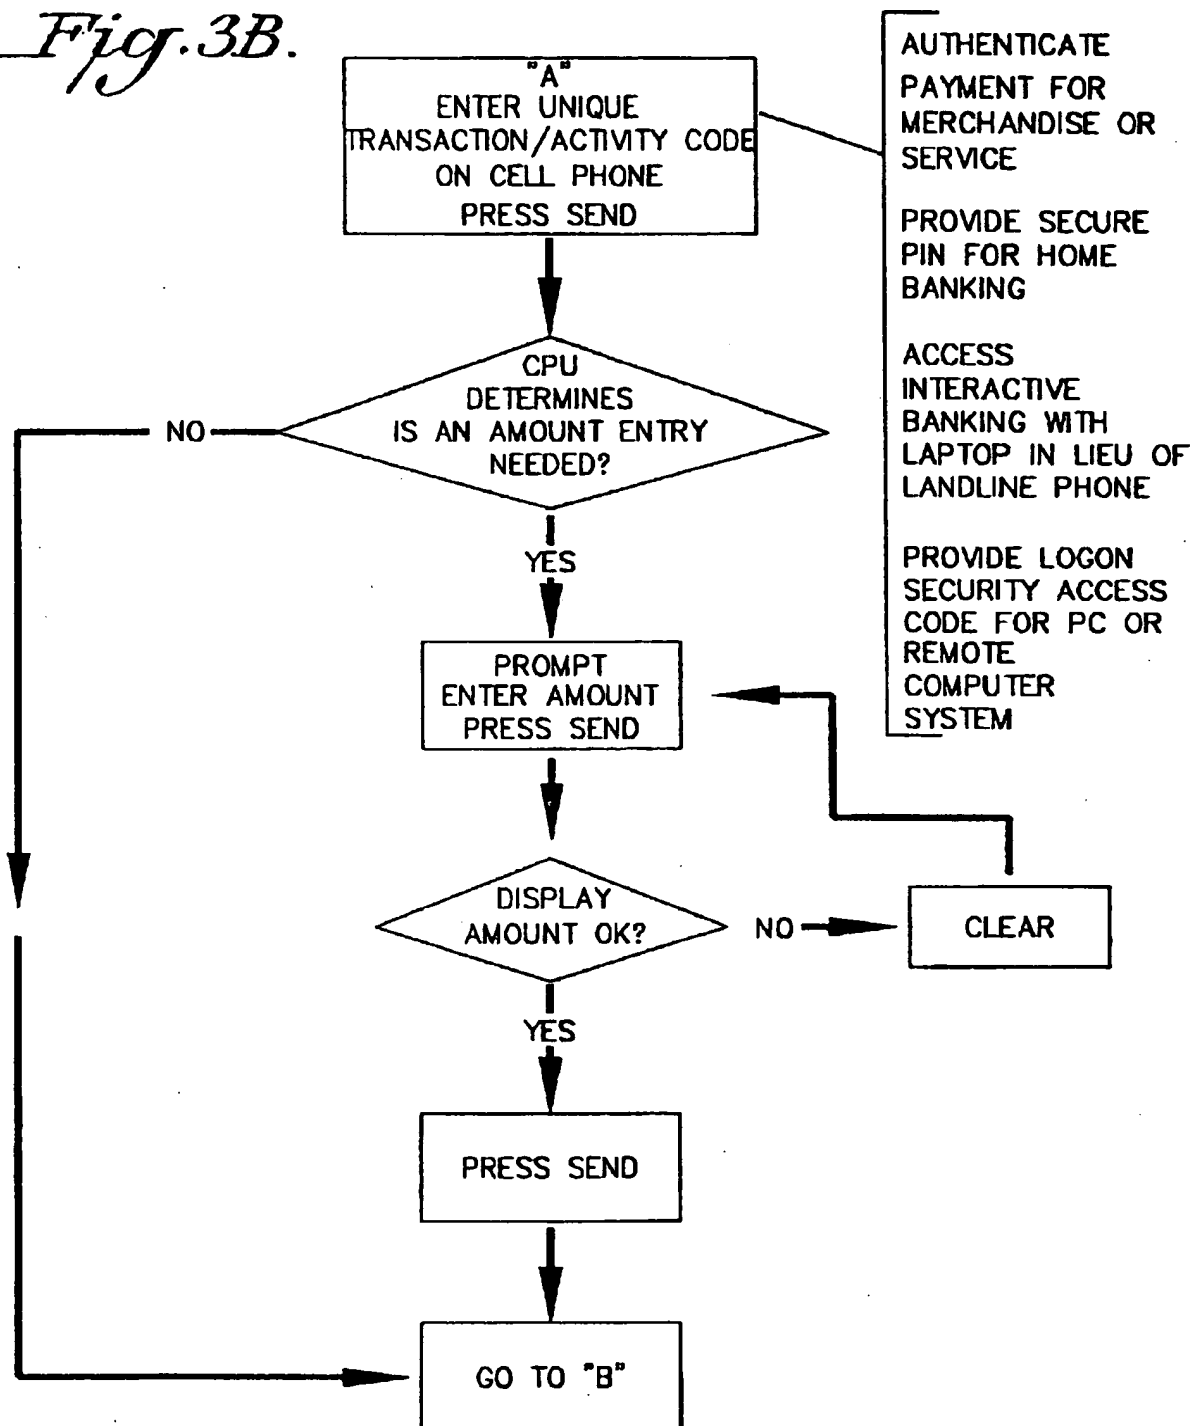 Fig.3B.
"A"
ENTER UNIQUE
TRANSACTION/ACTIVITY CODE
ON CELL PHONE
PRESS SEND
AUTHENTICATE
PAYMENT FOR
MERCHANDISE OR
SERVICE
PROVIDE SECURE
PIN FOR HOME
BANKING
ACCESS
INTERACTIVE
BANKING WITH
LAPTOP IN LIEU OF
LANDLINE PHONE
PROVIDE LOGON
SECURITY ACCESS
CODE FOR PC OR
REMOTE
COMPUTER
SYSTEM
CPU
DETERMINES
IS AN AMOUNT ENTRY
NEEDED?
NO
YES
PROMPT
ENTER AMOUNT
PRESS SEND
DISPLAY
AMOUNT OK?
NO
CLEAR
YES
PRESS SEND
GO TO "B"